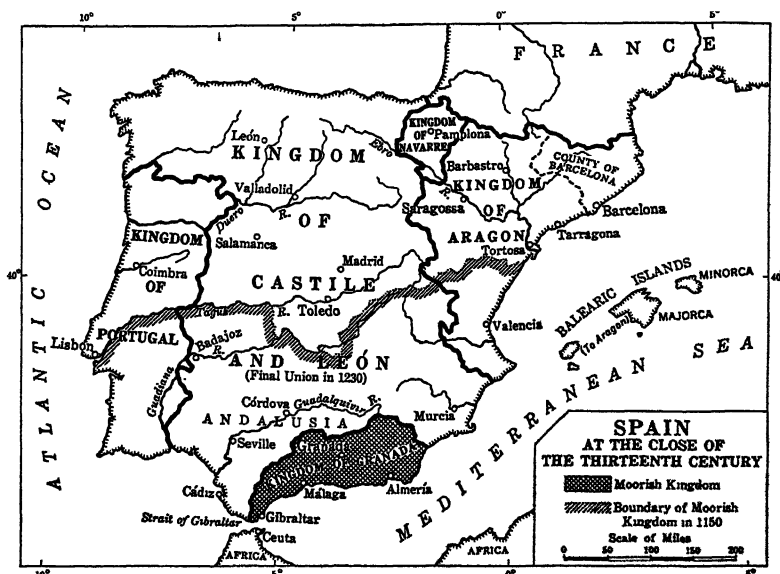 10°
5°
0°
5°
FRANCE
ATLANTIC OCEAN
KINGDOM
OF
NAVARRE
Pamplona
León
Ebro
KINGDOM
COUNTY OF
BARCELONA
Barbastro
KINGDOM
Valladolid
R.
Saragossa
OF
Barcelona
Duero
R.
OF
KINGDOM
Salamanca
ARAGON
Tarragona
Tortosa
Madrid
40°
Coimbra
OF
CASTILE
MINORCA
BALEARIC ISLANDS
(To Aragon)
MAJORCA
Tajus
R. Toledo
PORTUGAL
Lisbon
Badajoz
R.
Valencia
AND LEÓN
(Final Union in 1230)
Guadiana
MEDITERRANEAN SEA
Córdova Guadalquivir R.
Murcia
ANDALUSIA
Seville
Granada
KINGDOM OF GRANADA
Cádiz
Málaga
Almería
Strait of Gibraltar
Gibraltar
Ceuta
AFRICA
AFRICA
SPAIN
AT THE CLOSE OF
THE THIRTEENTH CENTURY
Moorish Kingdom
Boundary of Moorish
Kingdom in 1150
Scale of Miles
0 50 100 150 200